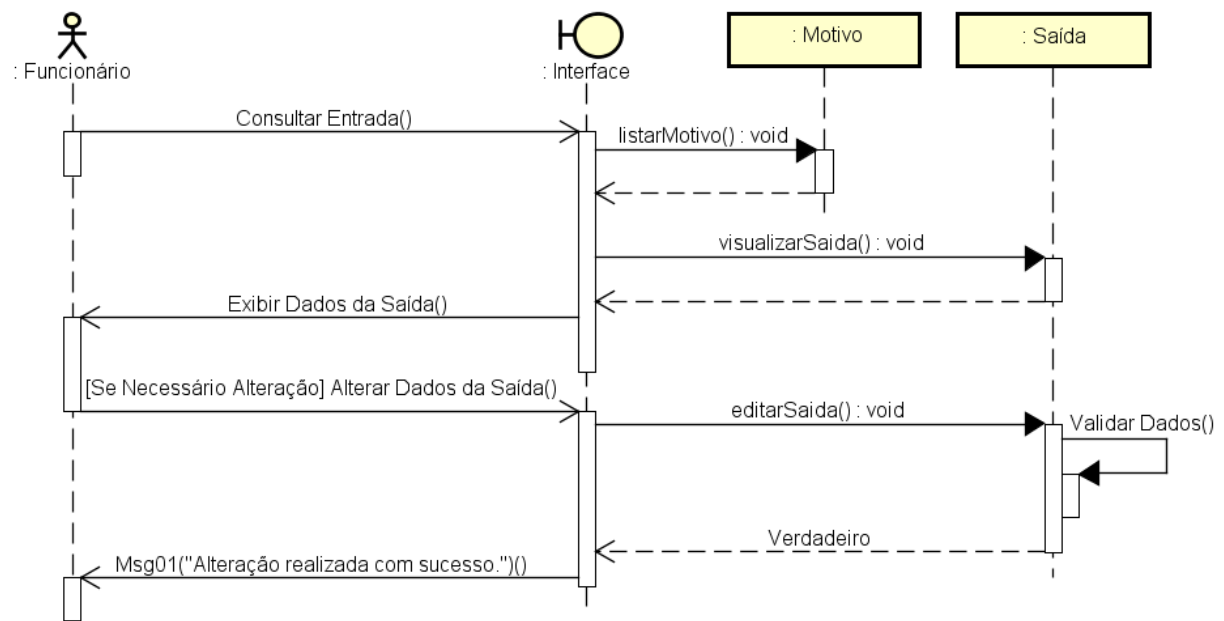 : Funcionário
: Interface
: Motivo
: Saída
Consultar Entrada()
listarMotivo() : void
visualizarSaida() : void
Exibir Dados da Saída()
[Se Necessário Alteração] Alterar Dados da Saída()
editarSaida() : void
Validar Dados()
Verdadeiro
Msg01("Alteração realizada com sucesso.")()